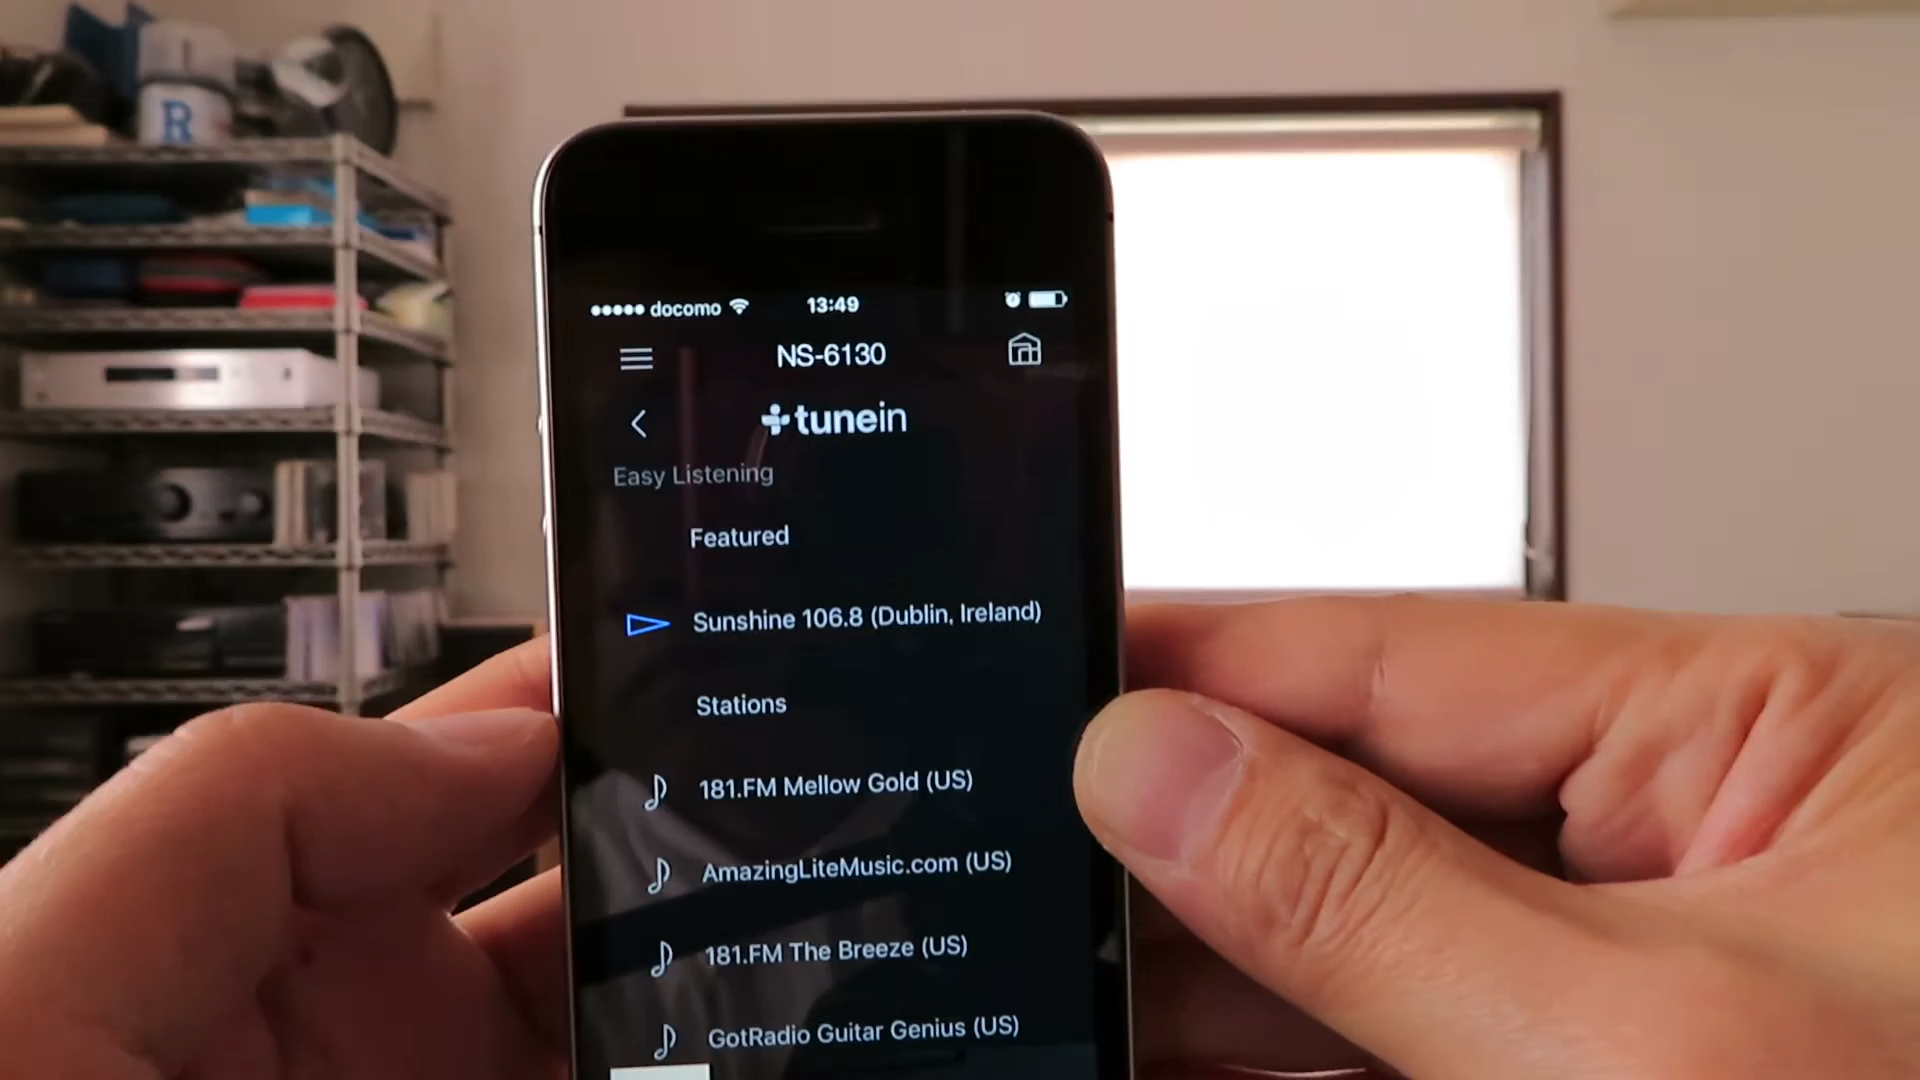 R
docomo 13:49
NS-6130
tunein
Easy Listening
Featured
Sunshine 106.8 (Dublin, Ireland)
Stations
181.FM Mellow Gold (US)
AmazingLiteMusic.com (US)
181.FM The Breeze (US)
GotRadio Guitar Genius (US)